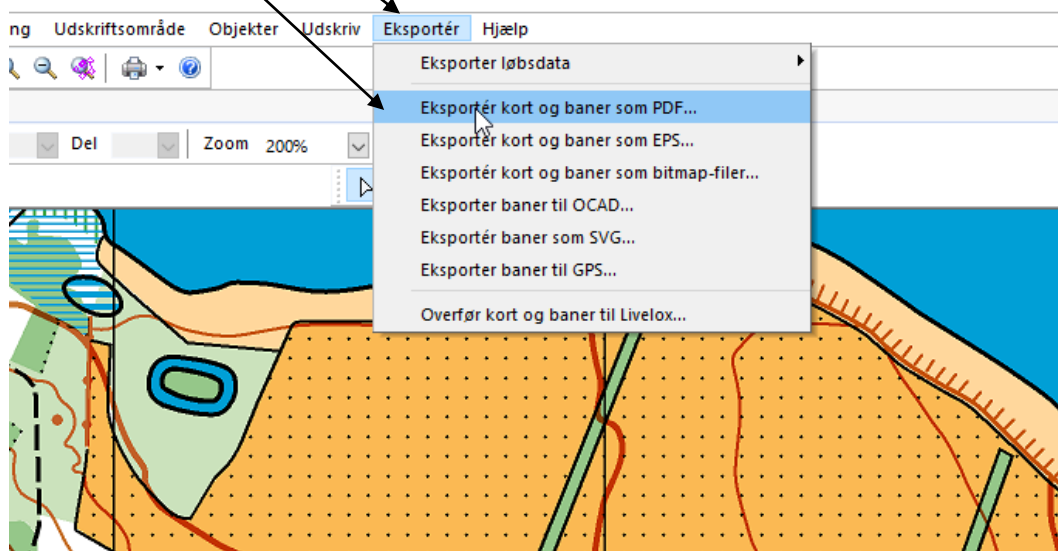 ng Udskriftsområde Objekter Udskriv Eksportér Hjælp
Eksporter løbsdata
Eksportér kort og baner som PDF...
Del Zoom 200%
Eksportér kort og baner som EPS...
Eksportér kort og baner som bitmap-filer...
Eksporter baner til OCAD...
Eksportér baner som SVG...
Eksporter baner til GPS...
Overfør kort og baner til Livelox...